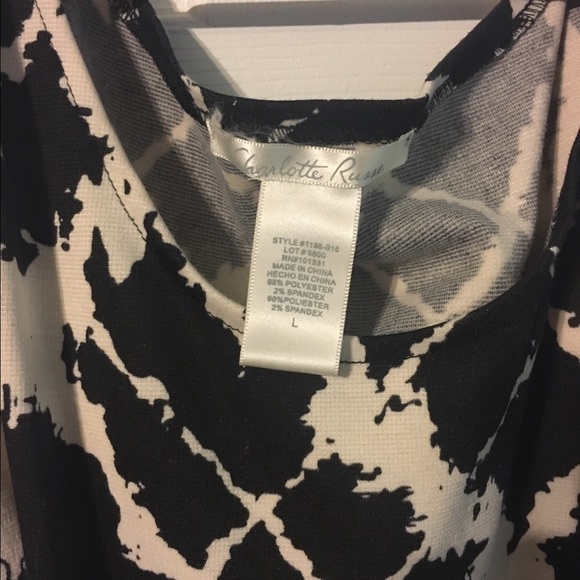 Charlotte Russe
STYLE #1196-016
LOT # 5600
RN#101551
MADE IN CHINA
HECHO EN CHINA
98% POLYESTER
2% SPANDEX
98%POLIESTER
2% SPANDEX
L